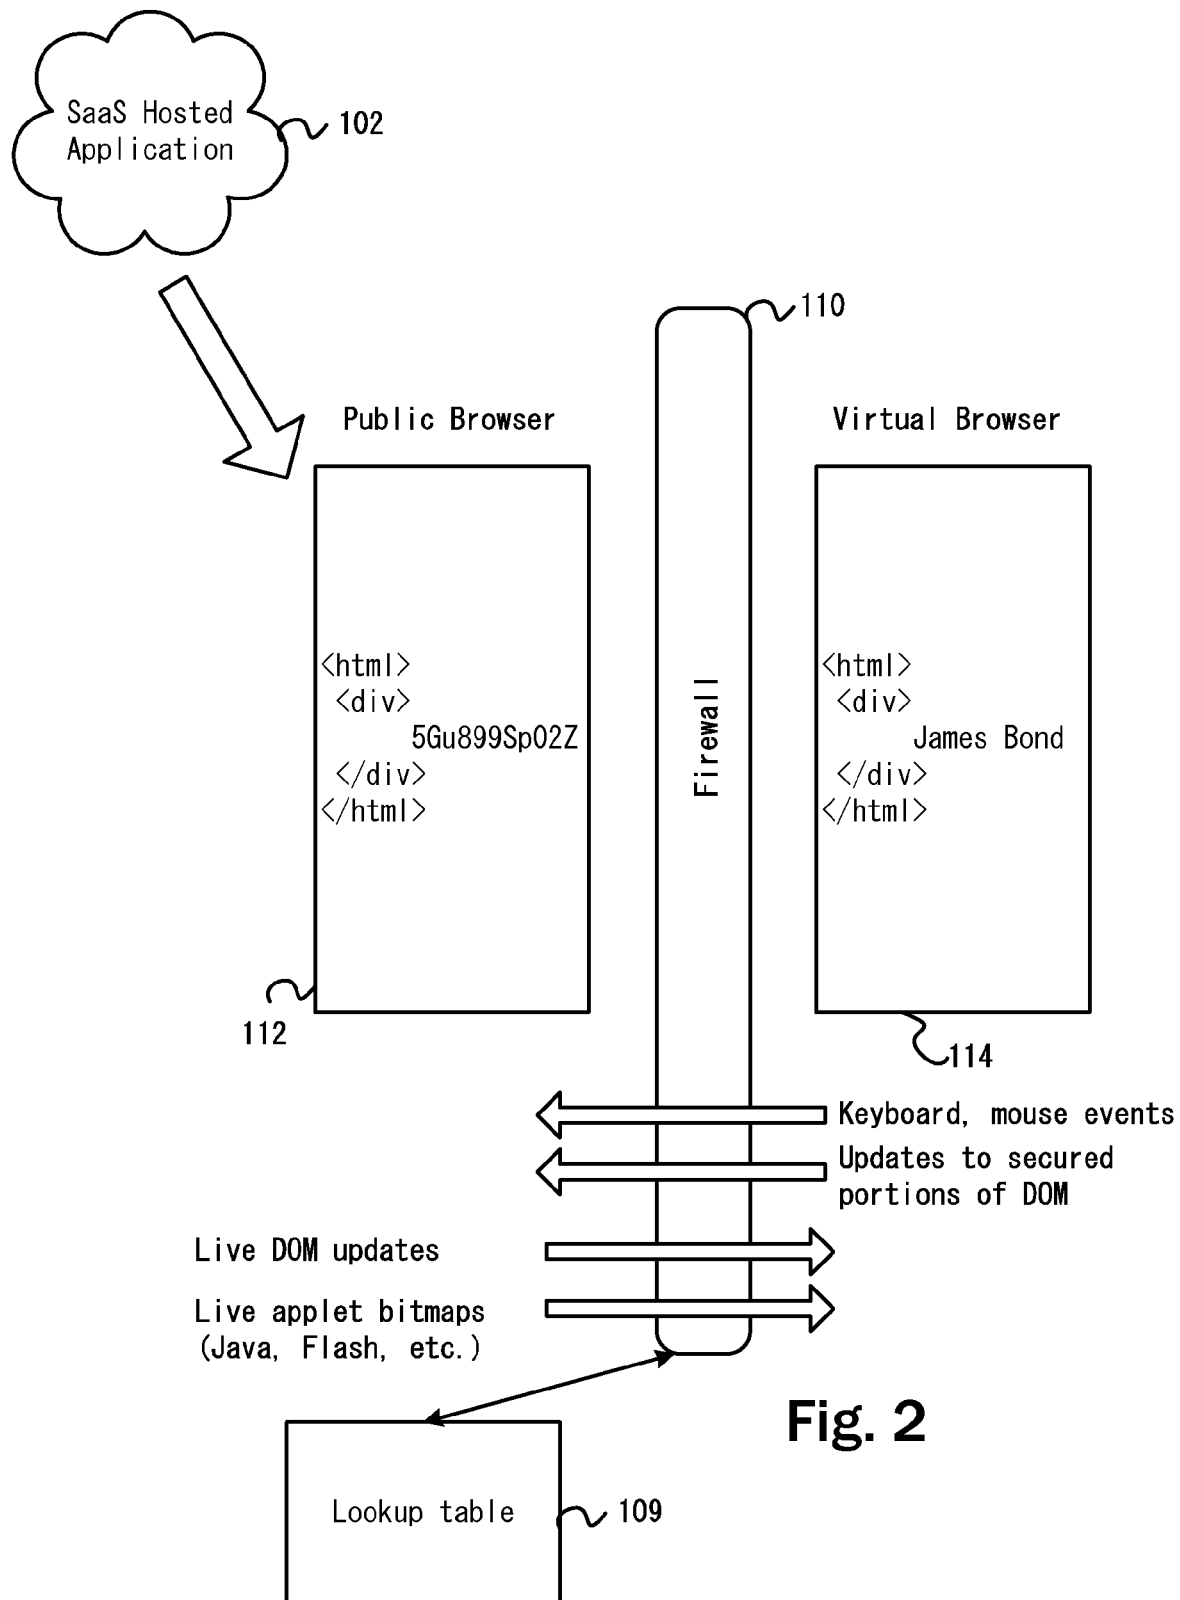 SaaS Hosted
Application
102
110
Public Browser
Virtual Browser
<html>
<div>
5Gu899Sp02Z
</div>
</html>
Firewall
<html>
<div>
James Bond
</div>
</html>
112
114
Keyboard, mouse events
Updates to secured
portions of DOM
Live DOM updates
Live applet bitmaps
(Java, Flash, etc.)
Fig. 2
Lookup table
109